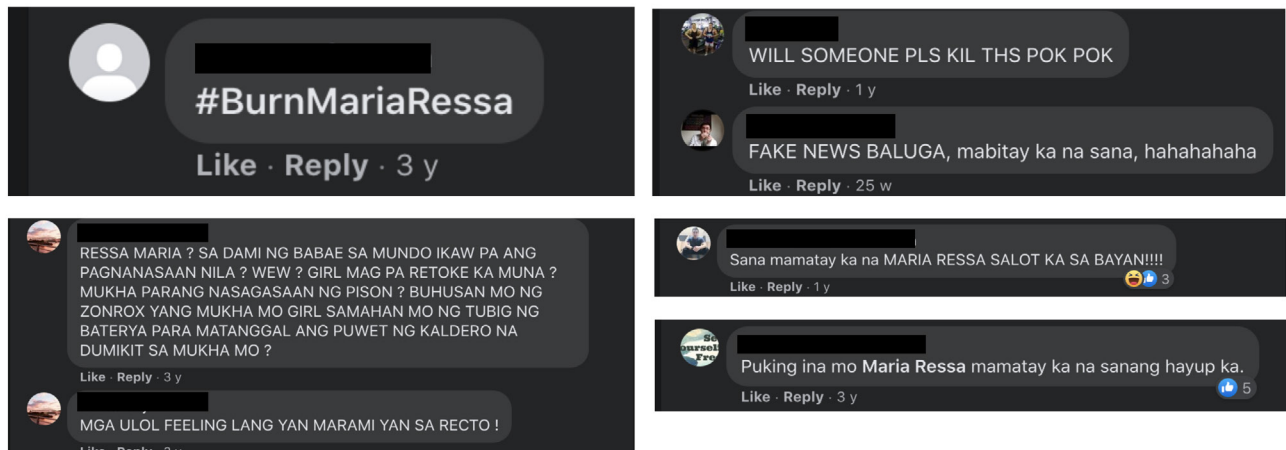 #BurnMariaRessa
Like · Reply · 3 y
WILL SOMEONE PLS KIL THS POK POK
Like · Reply · 1 y
FAKE NEWS BALUGA, mabitay ka na sana, hahahahaha
Like · Reply · 25 w
RESSA MARIA ? SA DAMI NG BABAE SA MUNDO IKAW PA ANG
PAGNANASAAN NILA ? WEW ? GIRL MAG PA RETOKE KA MUNA ?
MUKHA PARANG NASAGASAAN NG PISON ? BUHUSAN MO NG
ZONROX YANG MUKHA MO GIRL SAMAHAN MO NG TUBIG NG
BATERYA PARA MATANGGAL ANG PUWET NG KALDERO NA
DUMIKIT SA MUKHA MO ?
Like · Reply · 3 y
MGA ULOL FEELING LANG YAN MARAMI YAN SA RECTO !
Like · Reply
Sana mamatay ka na MARIA RESSA SALOT KA SA BAYAN!!!!
3
Like · Reply · 1 y
Puking ina mo Maria Ressa mamatay ka na sanang hayup ka.
5
Like · Reply · 3 y